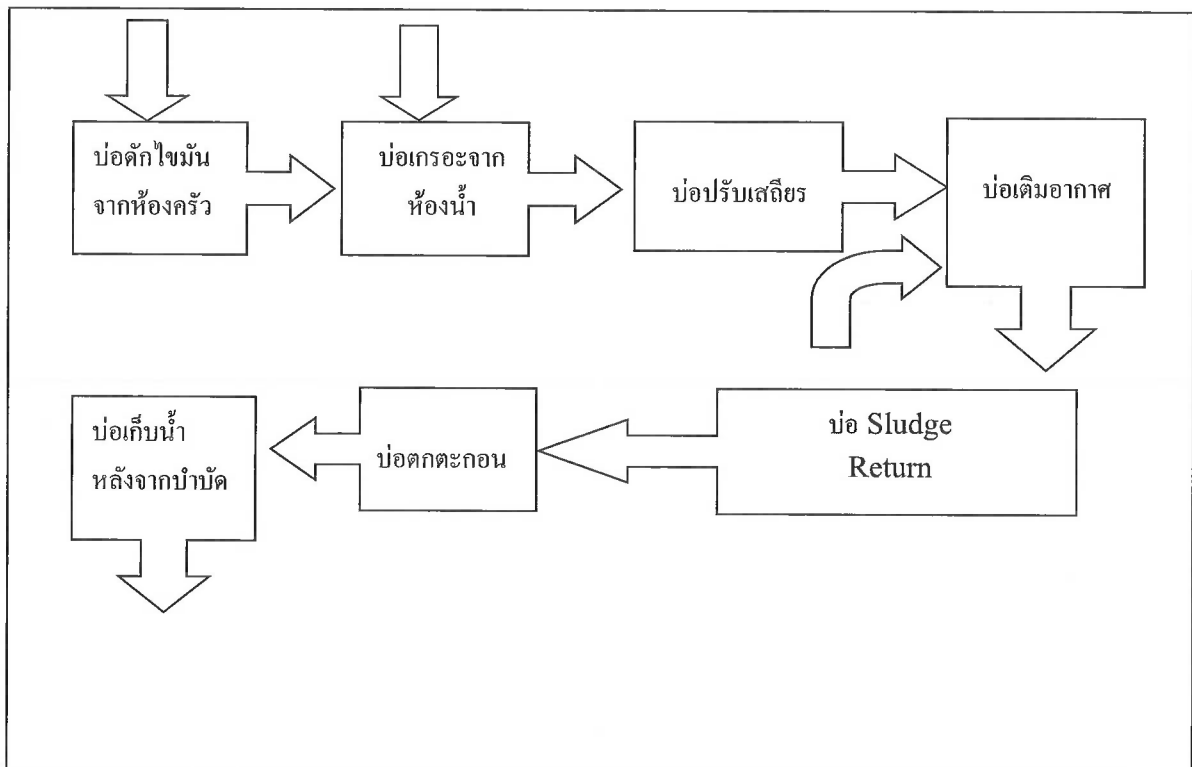 บ่อดักไขมัน
จากห้องครัว
บ่อเกรอะจาก
ห้องน้ำ
บ่อปรับเสถียร
บ่อเติมอากาศ
บ่อเก็บน้ำ
หลังจากบำบัด
บ่อตกตะกอน
บ่อ Sludge
Return